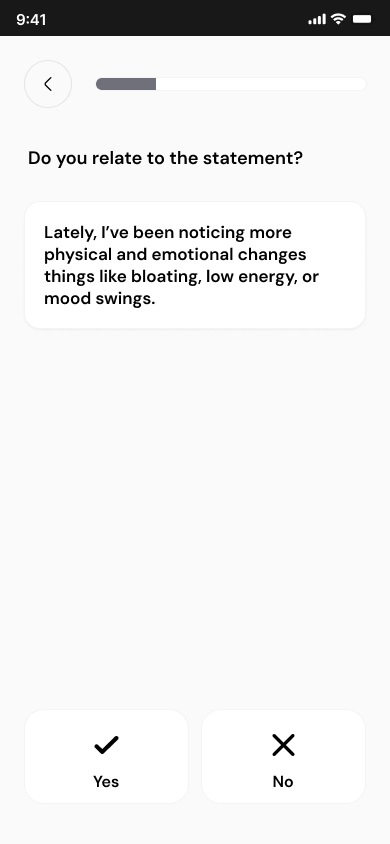 9:41
Do you relate to the statement?
Lately, I’ve been noticing more
physical and emotional changes
things like bloating, low energy, or
mood swings.
Yes
No